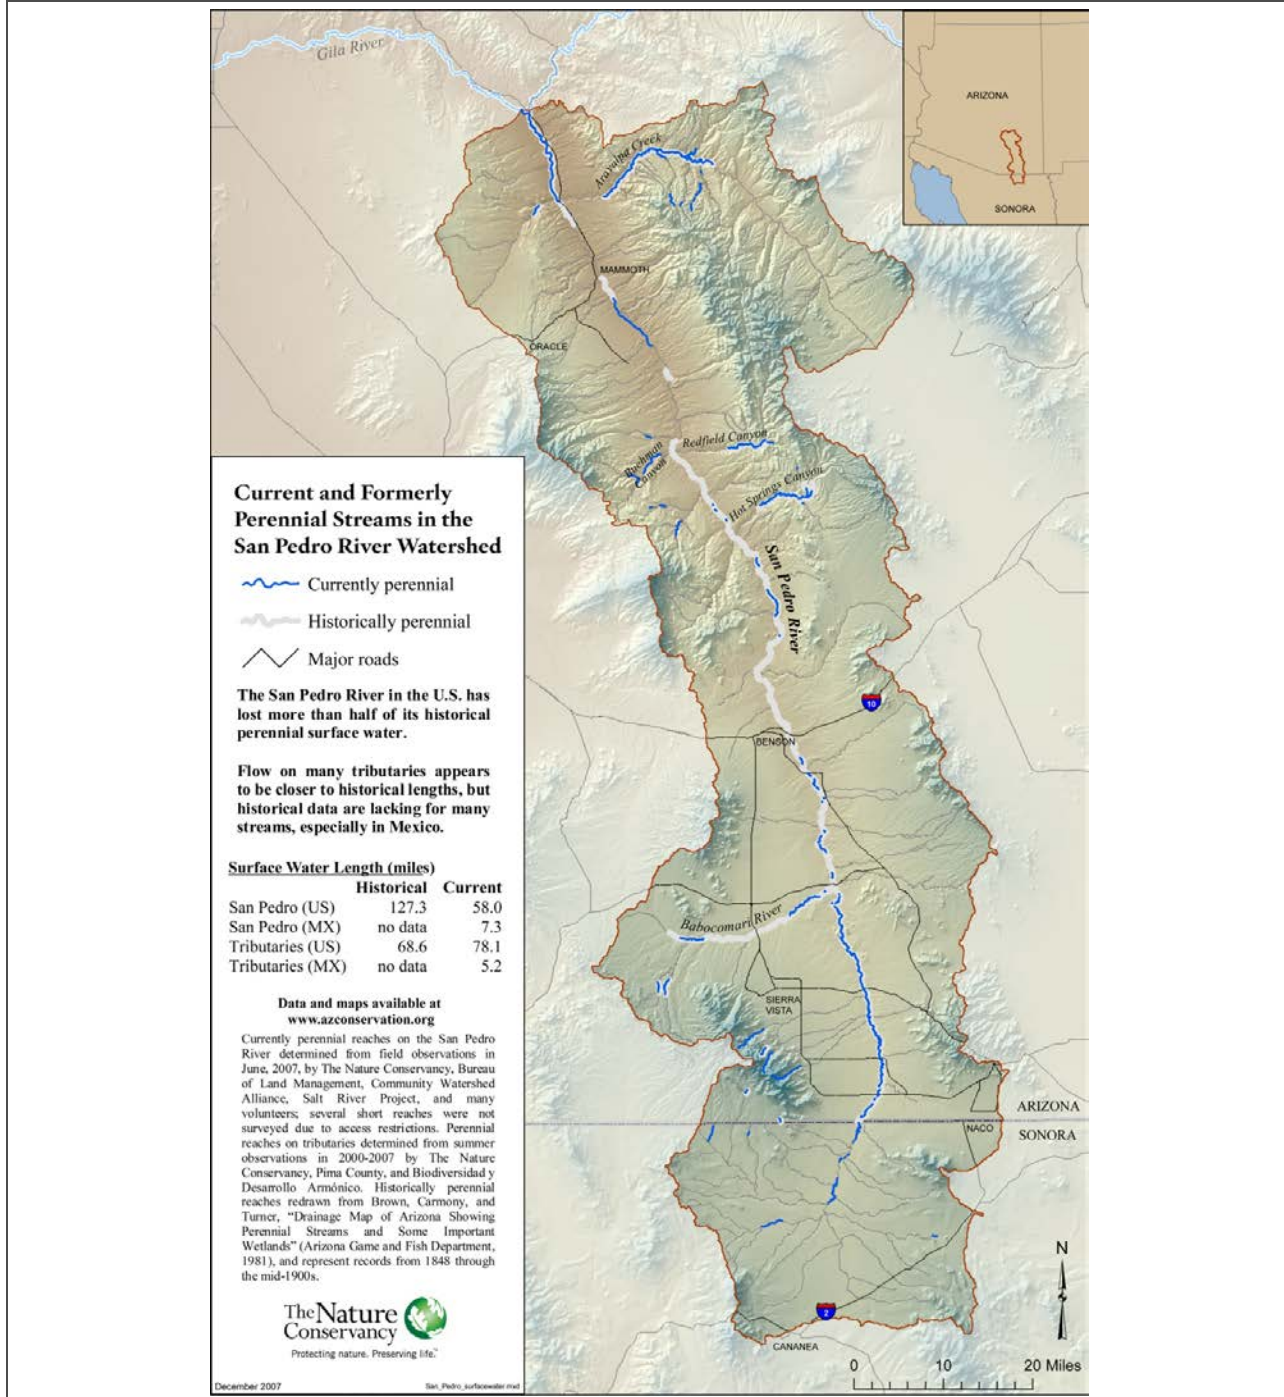 Gila River
ARIZONA
SONORA
Aravaipa Creek
MAMMOTH
ORACLE
Redfield Canyon
Buehman
Canyon
Hot Springs Canyon
San Pedro River
10
BENSON
Babocomari River
SIERRA
VISTA
ARIZONA
NACO
SONORA
2
CANANEA
N
0 10 20 Miles
Current and Formerly
Perennial Streams in the
San Pedro River Watershed
Currently perennial
Historically perennial
Major roads
The San Pedro River in the U.S. has
lost more than half of its historical
perennial surface water.
Flow on many tributaries appears
to be closer to historical lengths, but
historical data are lacking for many
streams, especially in Mexico.
Surface Water Length (miles)
Historical Current
San Pedro (US) 127.3 58.0
San Pedro (MX) no data 7.3
Tributaries (US) 68.6 78.1
Tributaries (MX) no data 5.2
Data and maps available at
www.azconservation.org
Currently perennial reaches on the San Pedro
River determined from field observations in
June, 2007, by The Nature Conservancy, Bureau
of Land Management, Community Watershed
Alliance, Salt River Project, and many
volunteers; several short reaches were not
surveyed due to access restrictions. Perennial
reaches on tributaries determined from summer
observations in 2000-2007 by The Nature
Conservancy, Pima County, and Biodiversidad y
Desarrollo Armónico. Historically perennial
reaches redrawn from Brown, Carmony, and
Turner, “Drainage Map of Arizona Showing
Perennial Streams and Some Important
Wetlands” (Arizona Game and Fish Department,
1981), and represent records from 1848 through
the mid-1900s.
The Nature
Conservancy
Protecting nature. Preserving life.™
December 2007
San_Pedro_surfacewater.mxd